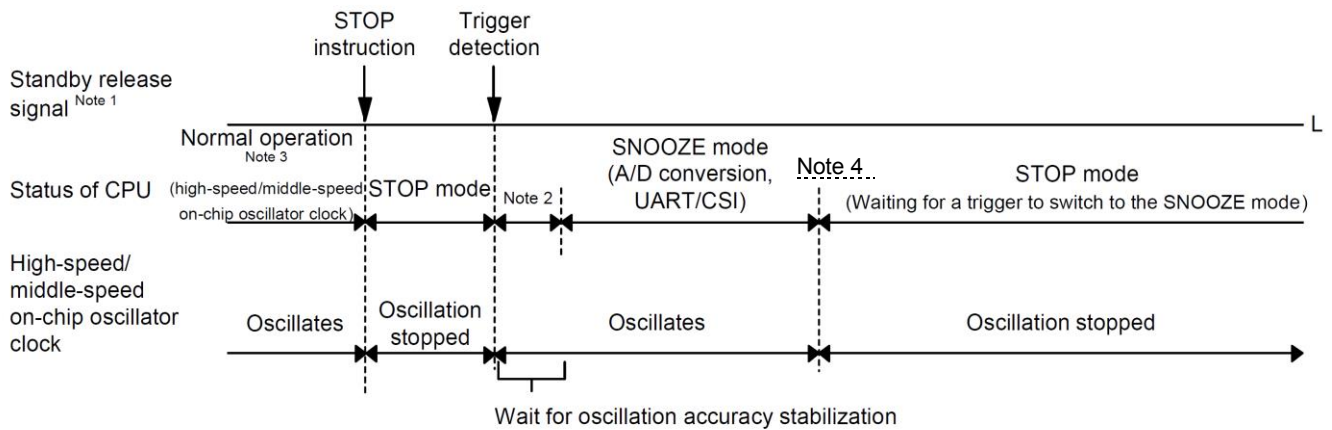 STOP
instruction
Trigger
detection
Standby release
signal Note 1
L
Normal operation
Note 3
(high-speed/middle-speed
on-chip oscillator clock)
Status of CPU
STOP mode
Note 2
SNOOZE mode
(A/D conversion,
UART/CSI)
Note 4
STOP mode
(Waiting for a trigger to switch to the SNOOZE mode)
High-speed/
middle-speed
on-chip oscillator
clock
Oscillates
Oscillation
stopped
Oscillates
Oscillation stopped
Wait for oscillation accuracy stabilization